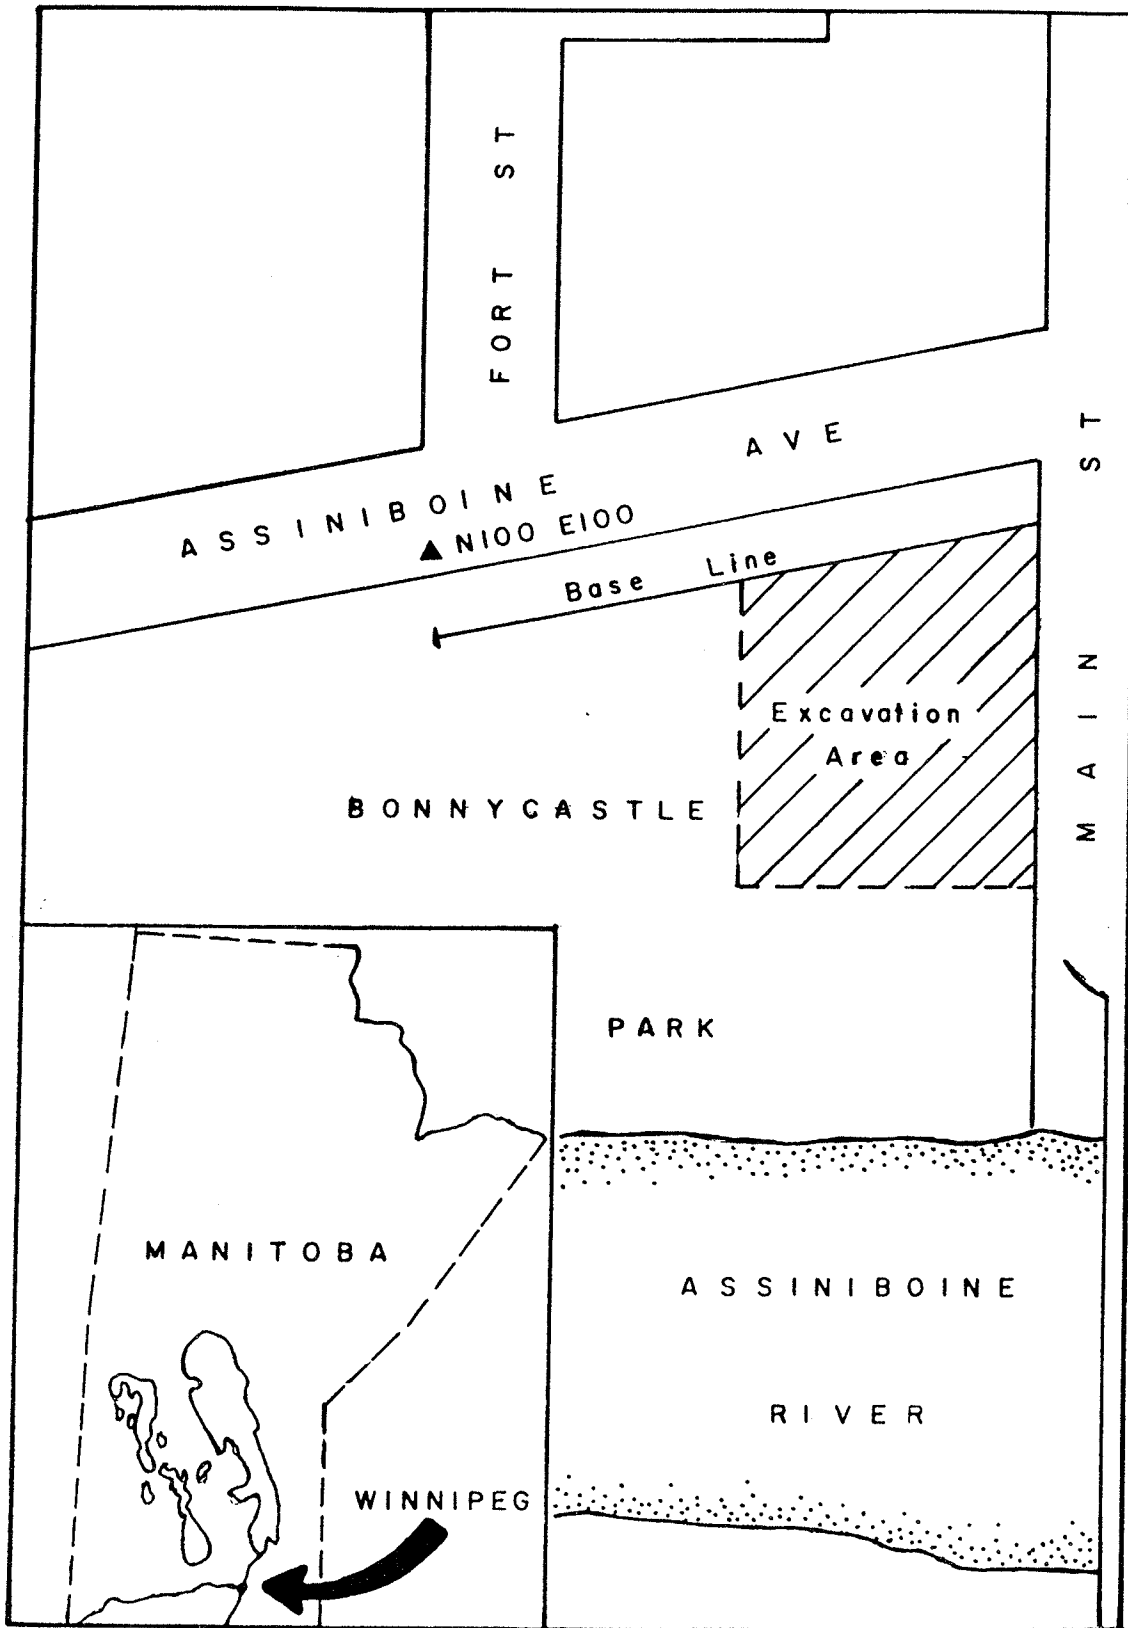 FORT ST
ASSINIBOINE AVE
▲ N100 E100
Base Line
MAIN ST
Excavation
Area
BONNYCASTLE
PARK
MANITOBA
ASSINIBOINE
RIVER
WINNIPEG